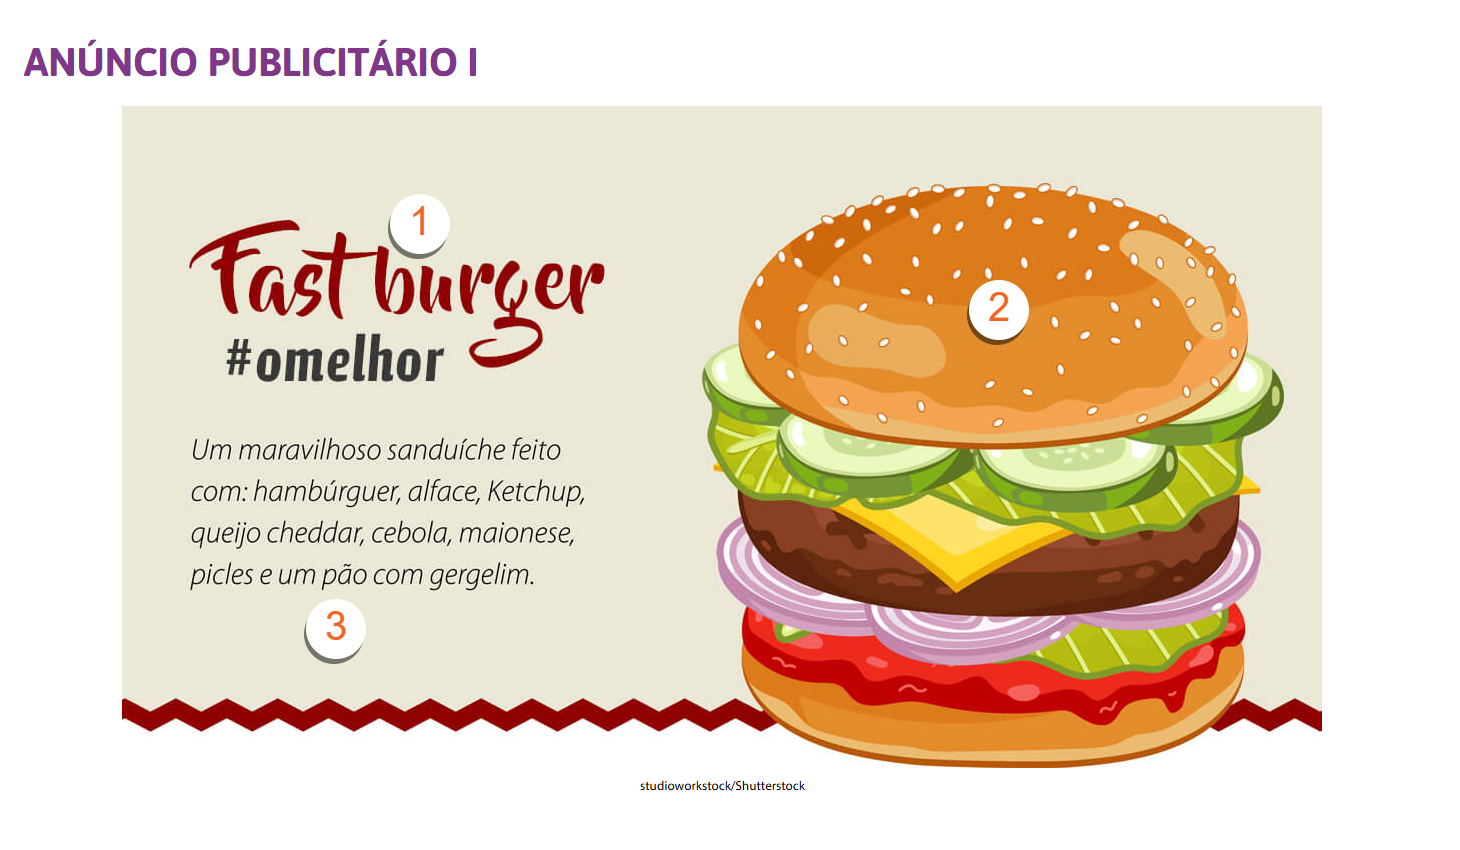 ANÚNCIO PUBLICITÁRIO I
1
Fast burger
#omelhor
2
Um maravilhoso sanduíche feito
com: hambúrguer, alface, Ketchup,
queijo cheddar, cebola, maionese,
picles e um pão com gergelim.
3
studioworkstock/Shutterstock